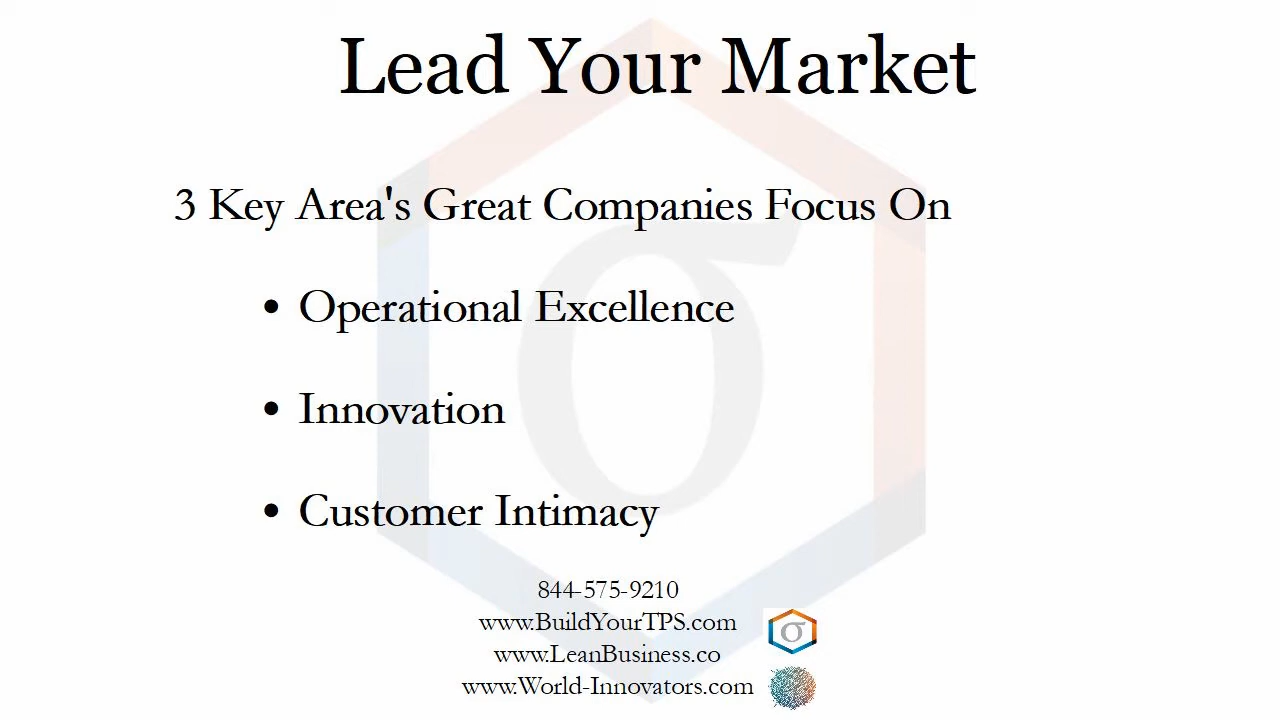 Lead Your Market
3 Key Area's Great Companies Focus On
• Operational Excellence
• Innovation
• Customer Intimacy
844-575-9210
www.BuildYourTPS.com
www.LeanBusiness.co
www.World-Innovators.com
σ